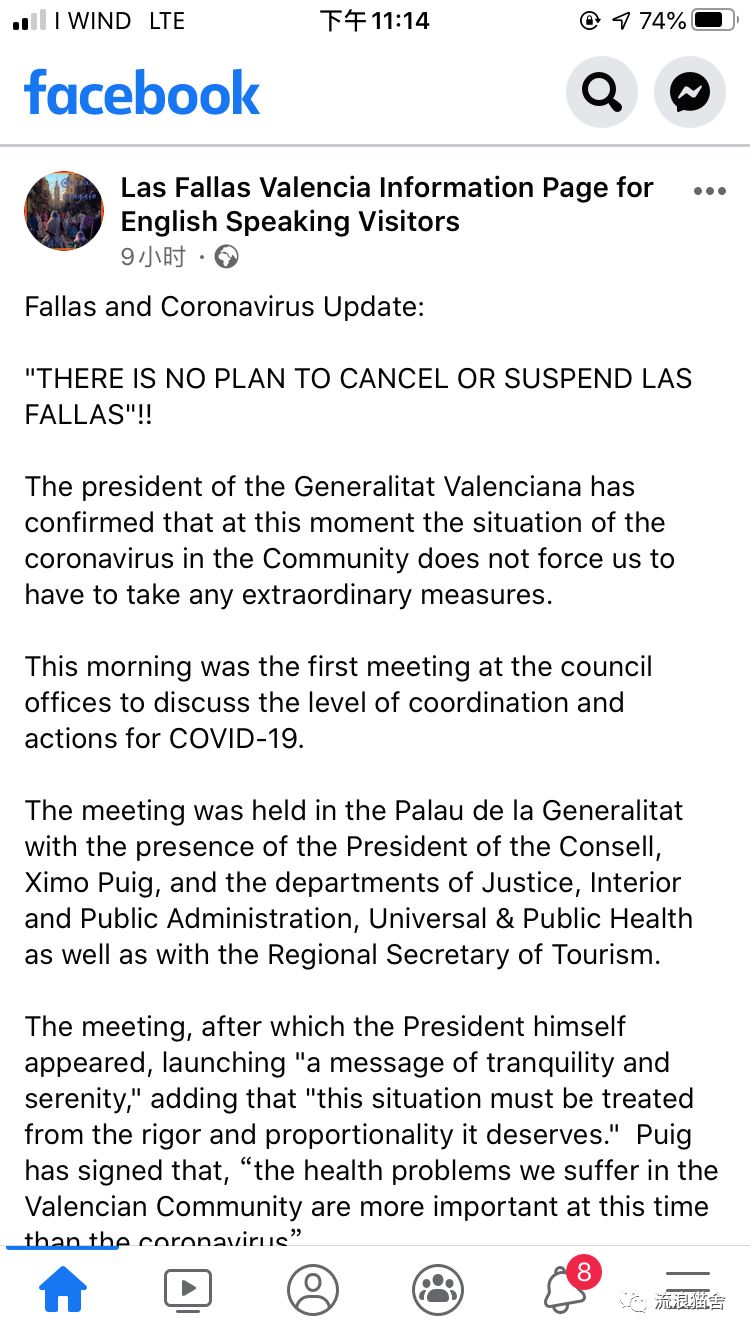 I WIND LTE 下午11:14 74%
facebook
Las Fallas Valencia Information Page for
English Speaking Visitors
9小时 ·
Fallas and Coronavirus Update:
"THERE IS NO PLAN TO CANCEL OR SUSPEND LAS
FALLAS"!!
The president of the Generalitat Valenciana has
confirmed that at this moment the situation of the
coronavirus in the Community does not force us to
have to take any extraordinary measures.
This morning was the first meeting at the council
offices to discuss the level of coordination and
actions for COVID-19.
The meeting was held in the Palau de la Generalitat
with the presence of the President of the Consell,
Ximo Puig, and the departments of Justice, Interior
and Public Administration, Universal & Public Health
as well as with the Regional Secretary of Tourism.
The meeting, after which the President himself
appeared, launching "a message of tranquility and
serenity," adding that "this situation must be treated
from the rigor and proportionality it deserves."  Puig
has signed that, “the health problems we suffer in the
Valencian Community are more important at this time
than the coronavirus”
8
流浪猫舍